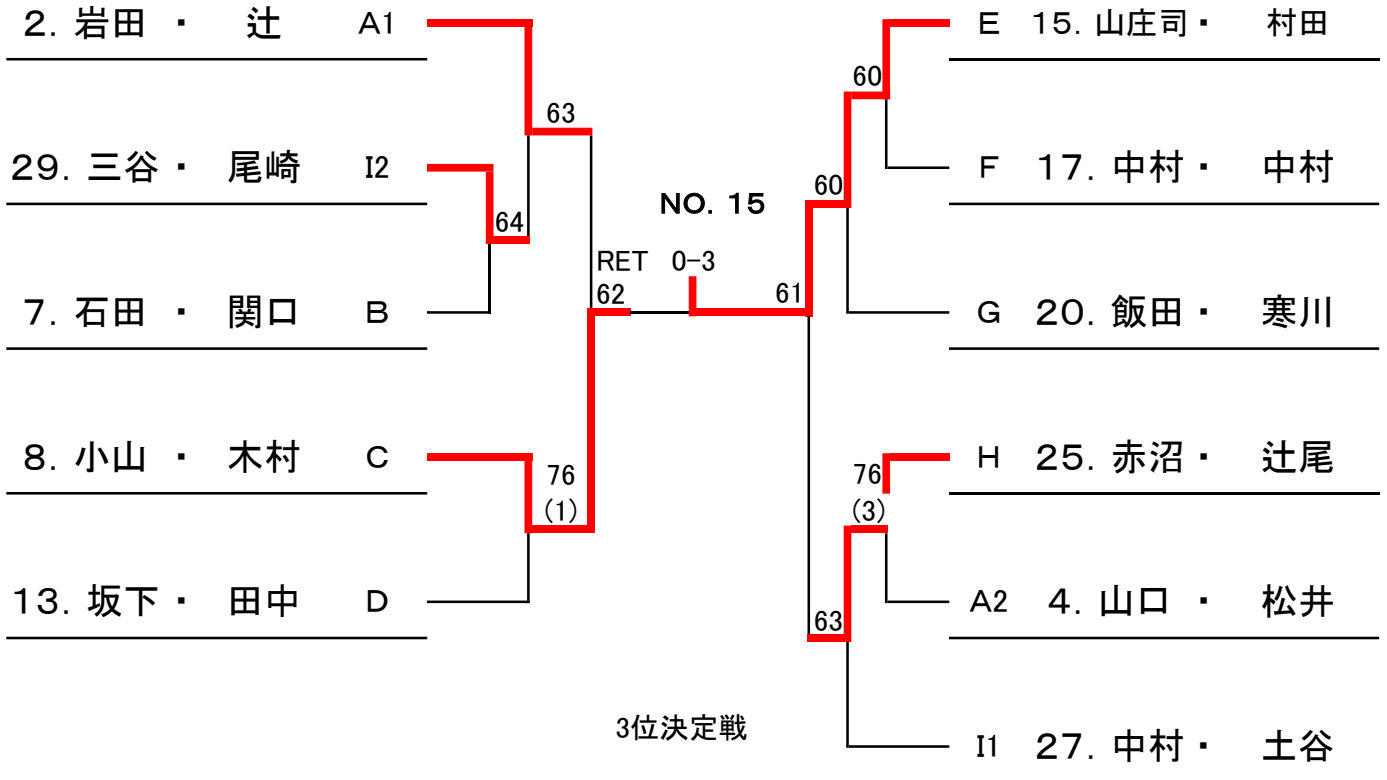 2. 岩田 ・ 辻 A1
E 15. 山庄司・ 村田
60
63
29. 三谷・ 尾崎 I2
F 17. 中村・ 中村
60
NO. 15
64
RET 0-3
62
61
7. 石田 ・ 関口 B
G 20. 飯田・ 寒川
8. 小山 ・ 木村 C
H 25. 赤沼・ 辻尾
76
(1)
76
(3)
13. 坂下・ 田中 D
A2 4. 山口 ・ 松井
63
3位決定戦
I1 27. 中村・ 土谷